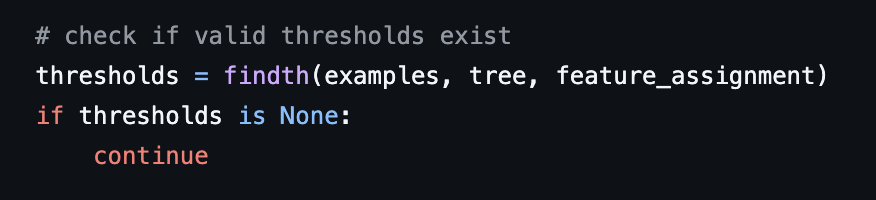 # check if valid thresholds exist
thresholds = findth(examples, tree, feature_assignment)
if thresholds is None:
    continue